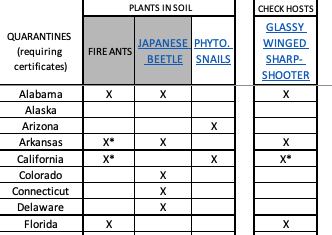 PLANTS IN SOIL CHECK HOSTS
QUARANTINES (requiring certificates) FIRE ANTS JAPANESE BEETLE PHYTO. SNAILS GLASSY WINGED SHARP-SHOOTER
Alabama X X X
Alaska
Arizona X
Arkansas X* X X
California X* X X*
Colorado X
Connecticut X
Delaware X
Florida X X